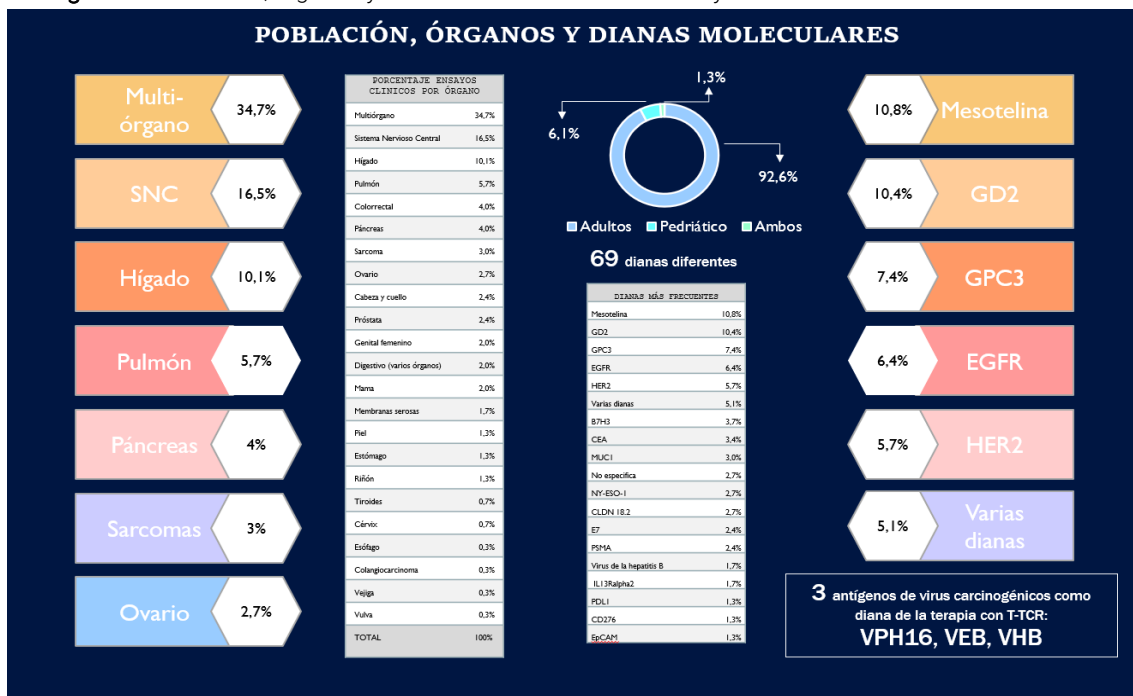 POBLACIÓN, ÓRGANOS Y DIANAS MOLECULARES
Multi-
órgano
34,7%
SNC
16,5%
Hígado
10,1%
Pulmón
5,7%
Páncreas
4%
Sarcomas
3%
Ovario
2,7%
PORCENTAJE ENSAYOS
CLINICOS POR ÓRGANO
Multiórgano 34,7%
Sistema Nervioso Central 16,5%
Hígado 10,1%
Pulmón 5,7%
Colorrectal 4,0%
Páncreas 4,0%
Sarcoma 3,0%
Ovario 2,7%
Cabeza y cuello 2,4%
Próstata 2,4%
Genital femenino 2,0%
Digestivo (varios órganos) 2,0%
Mama 2,0%
Membranas serosas 1,7%
Piel 1,3%
Estómago 1,3%
Riñón 1,3%
Tiroides 0,7%
Cérvix 0,7%
Esófago 0,3%
Colangiocarcinoma 0,3%
Vejiga 0,3%
Vulva 0,3%
TOTAL 100%
1,3%
6,1%
92,6%
Adultos Pedriático Ambos
69 dianas diferentes
DIANAS MÁS FRECUENTES
Mesotelina 10,8%
GD2 10,4%
GPC3 7,4%
EGFR 6,4%
HER2 5,7%
Varias dianas 5,1%
B7H3 3,7%
CEA 3,4%
MUC1 3,0%
No especifica 2,7%
NY-ESO-1 2,7%
CLDN 18.2 2,7%
E7 2,4%
PSMA 2,4%
Virus de la hepatitis B 1,7%
IL13Ralpha2 1,7%
PDL1 1,3%
CD276 1,3%
EpCAM 1,3%
10,8%
Mesotelina
10,4%
GD2
7,4%
GPC3
6,4%
EGFR
5,7%
HER2
5,1%
Varias
dianas
3 antígenos de virus carcinogénicos como
diana de la terapia con T-TCR:
VPH16, VEB, VHB